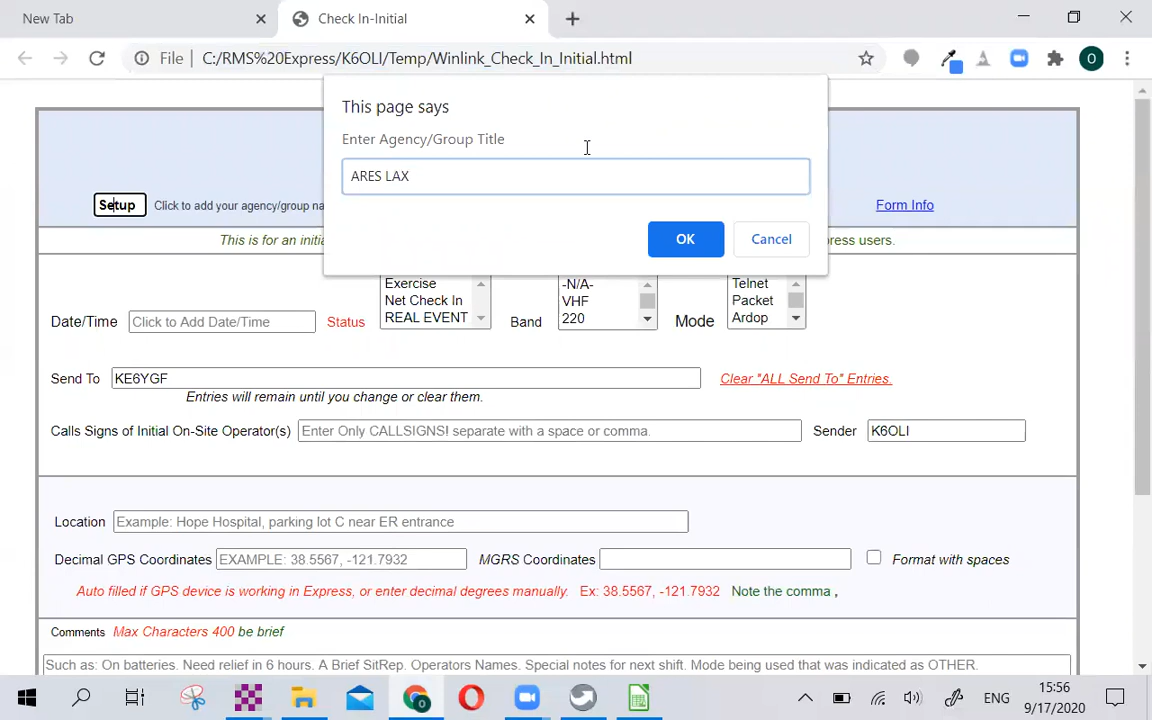 New Tab
Check In-Initial
File
C:/RMS%20Express/K6OLI/Temp/Winlink_Check_In_Initial.html
O
This page says
Enter Agency/Group Title
ARES LAX
OK
Cancel
Setup
Click to add your agency/group na
Form Info
This is for an initia
press users.
Exercise
Net Check In
REAL EVENT
-N/A-
VHF
220
Telnet
Packet
Ardop
Date/Time
Click to Add Date/Time
Status
Band
Mode
Send To
KE6YGF
Clear "ALL Send To" Entries.
Entries will remain until you change or clear them.
Calls Signs of Initial On-Site Operator(s)
Enter Only CALLSIGNS! separate with a space or comma.
Sender
K6OLI
Location
Example: Hope Hospital, parking lot C near ER entrance
Decimal GPS Coordinates
EXAMPLE: 38.5567, -121.7932
MGRS Coordinates
Format with spaces
Auto filled if GPS device is working in Express, or enter decimal degrees manually. Ex: 38.5567, -121.7932 Note the comma ,
Comments Max Characters 400 be brief
Such as: On batteries. Need relief in 6 hours. A Brief SitRep. Operators Names. Special notes for next shift. Mode being used that was indicated as OTHER.
ENG
15:56
9/17/2020